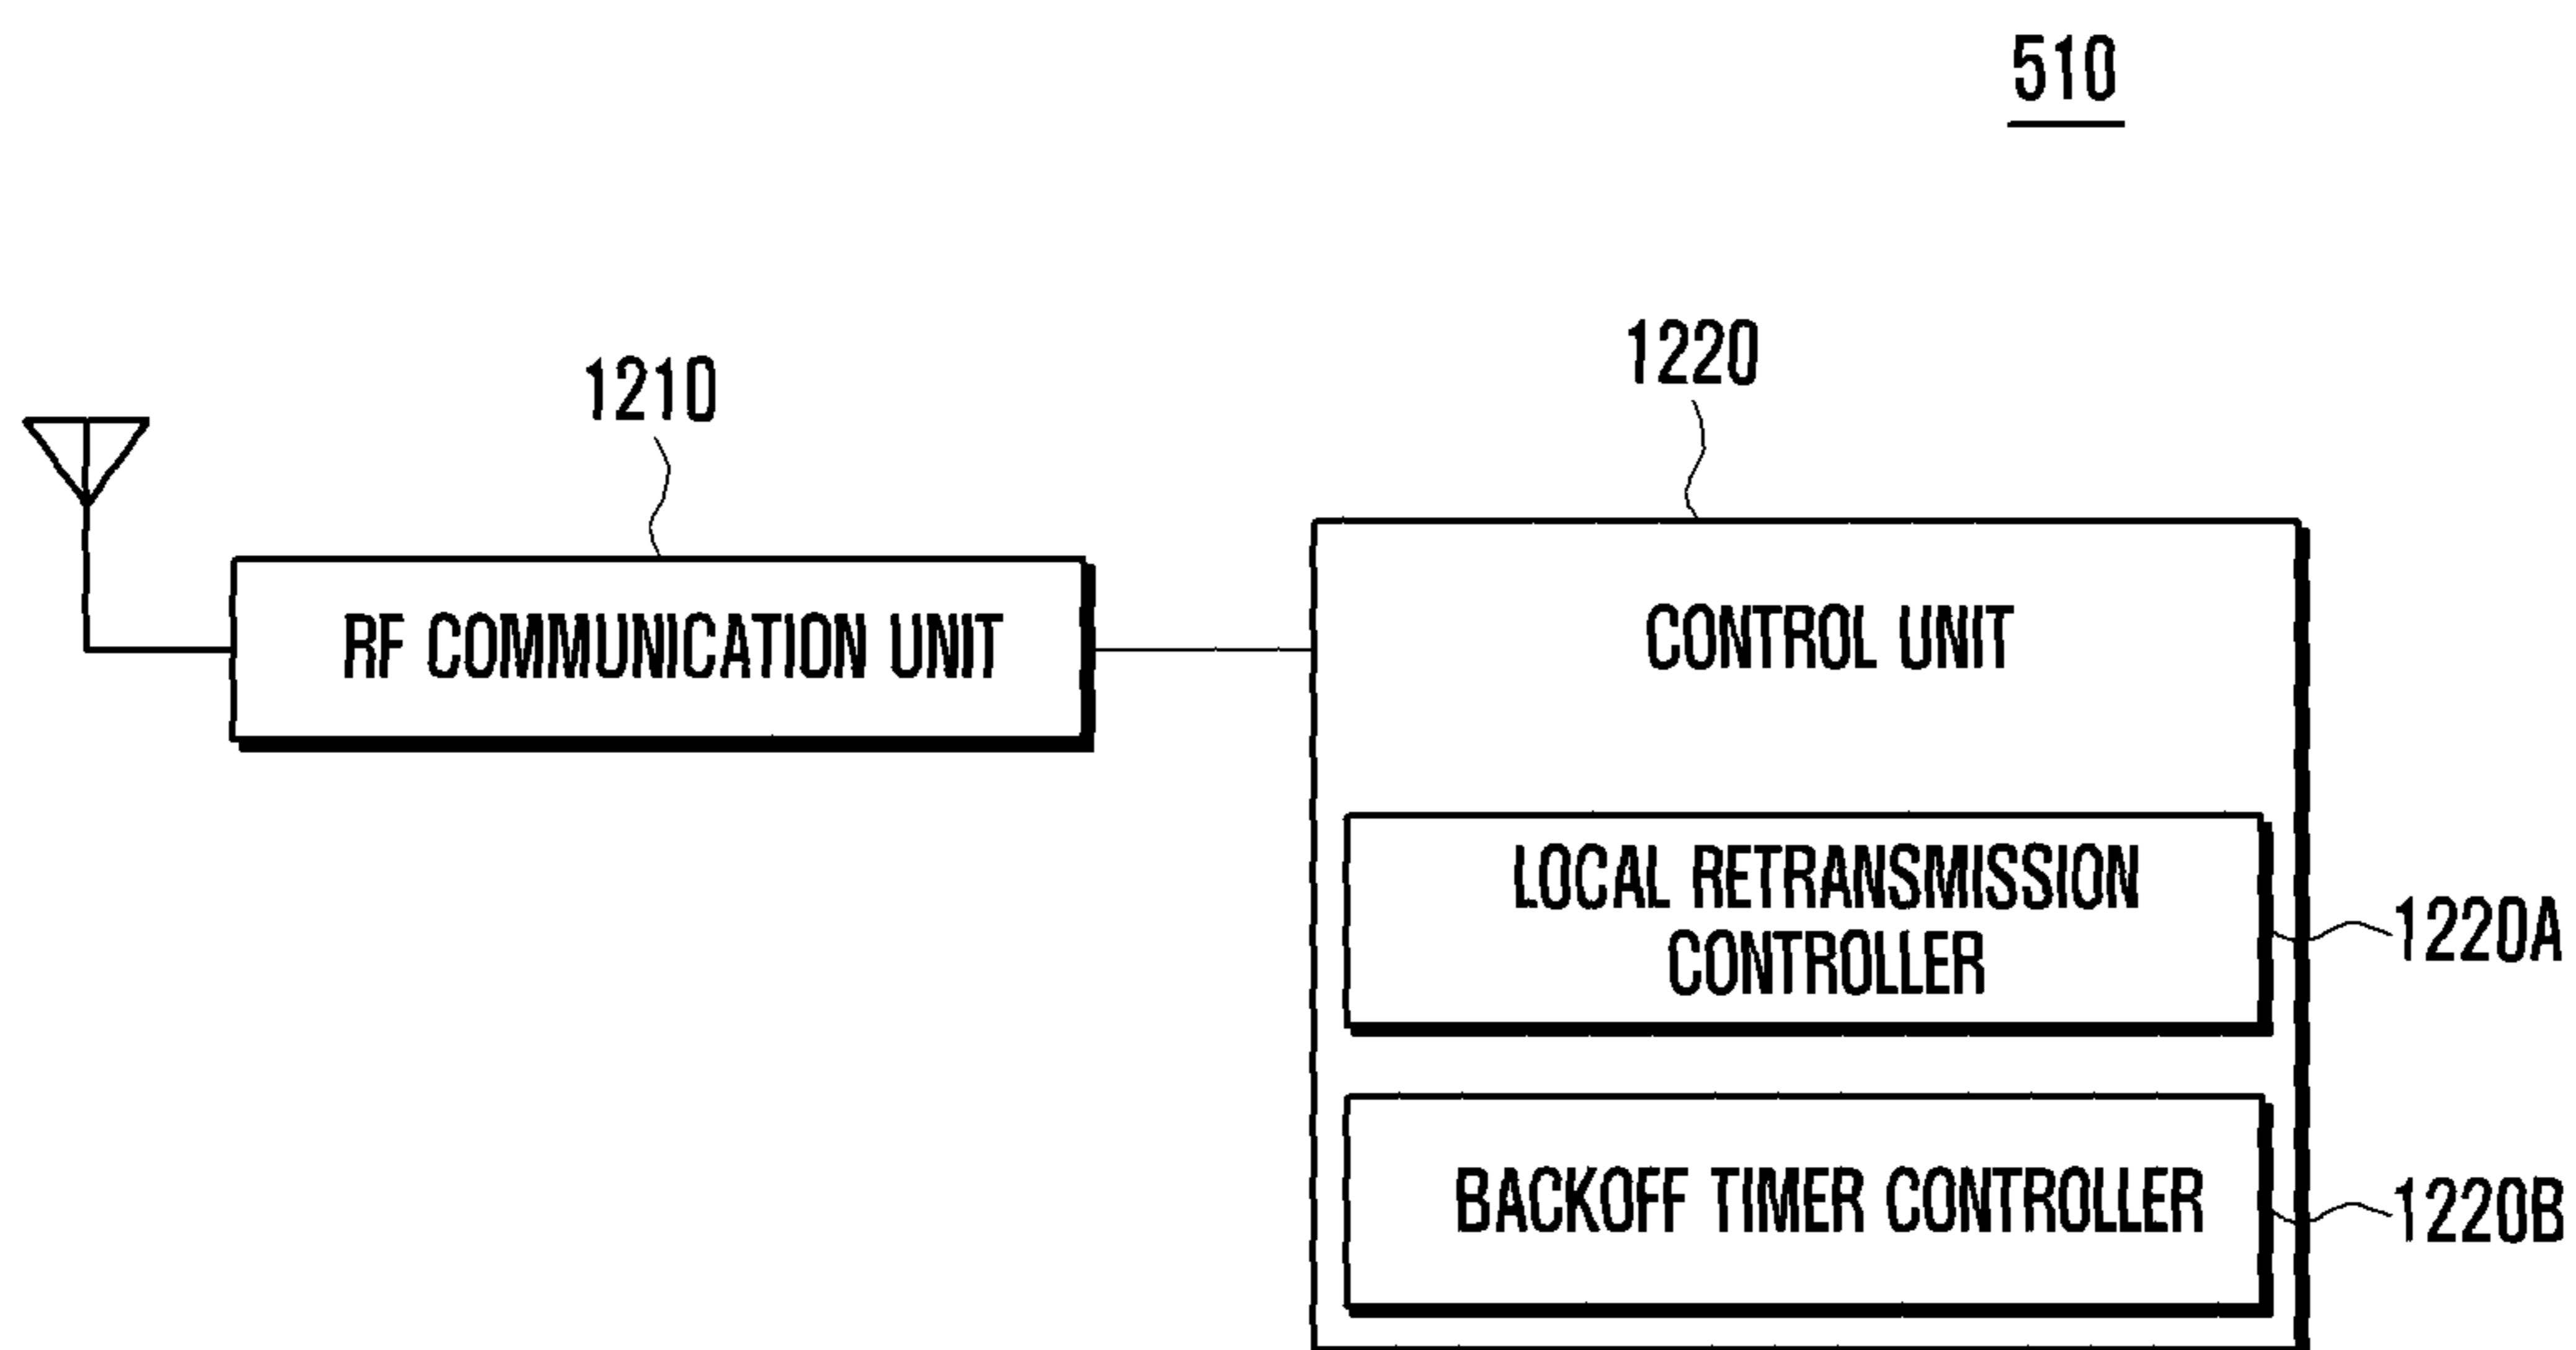 510
1210
1220
RF COMMUNICATION UNIT
CONTROL UNIT
LOCAL RETRANSMISSION
CONTROLLER
1220A
BACKOFF TIMER CONTROLLER
1220B